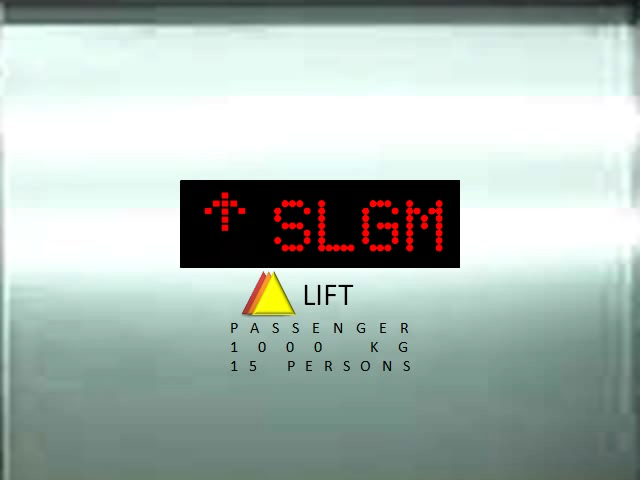 ↑ SLGM
LIFT
PASSENGER
1000 KG
15 PERSONS